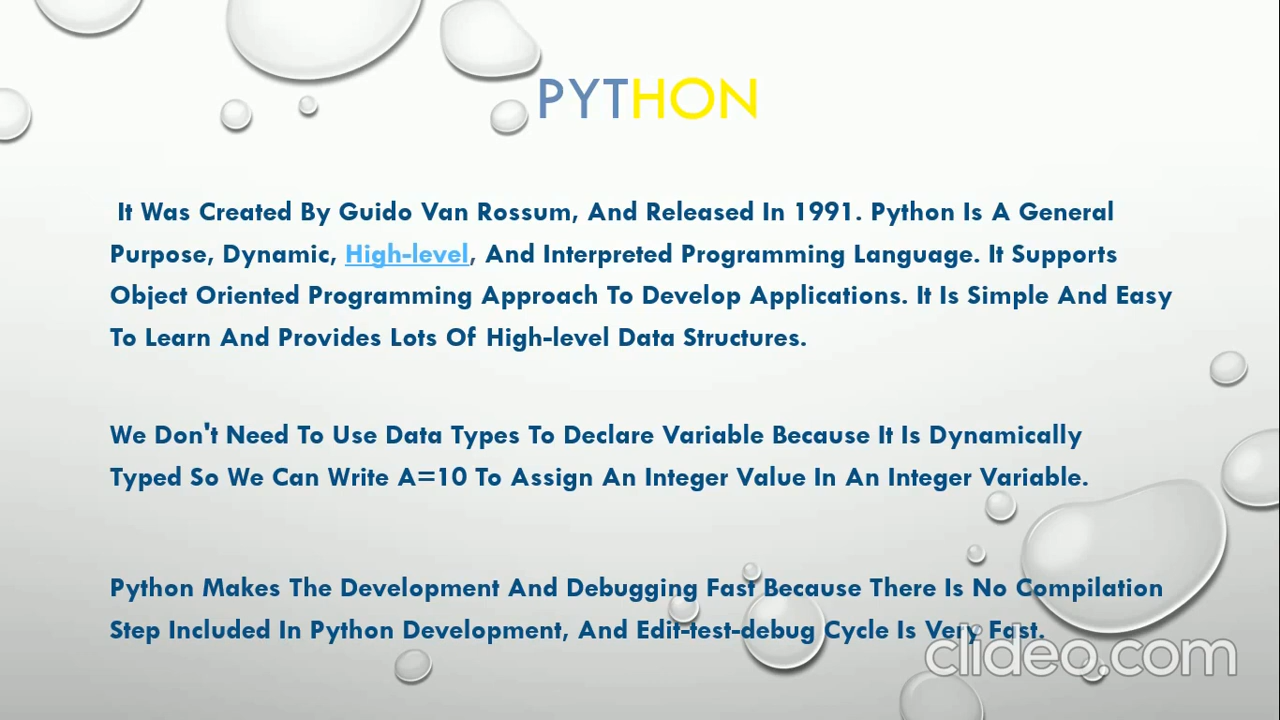 PYTHON
It Was Created By Guido Van Rossum, And Released In 1991. Python Is A General
Purpose, Dynamic, High-level, And Interpreted Programming Language. It Supports
Object Oriented Programming Approach To Develop Applications. It Is Simple And Easy
To Learn And Provides Lots Of High-level Data Structures.
We Don't Need To Use Data Types To Declare Variable Because It Is Dynamically
Typed So We Can Write A=10 To Assign An Integer Value In An Integer Variable.
Python Makes The Development And Debugging Fast Because There Is No Compilation
Step Included In Python Development, And Edit-test-debug Cycle Is Very Fast.
clideo.com